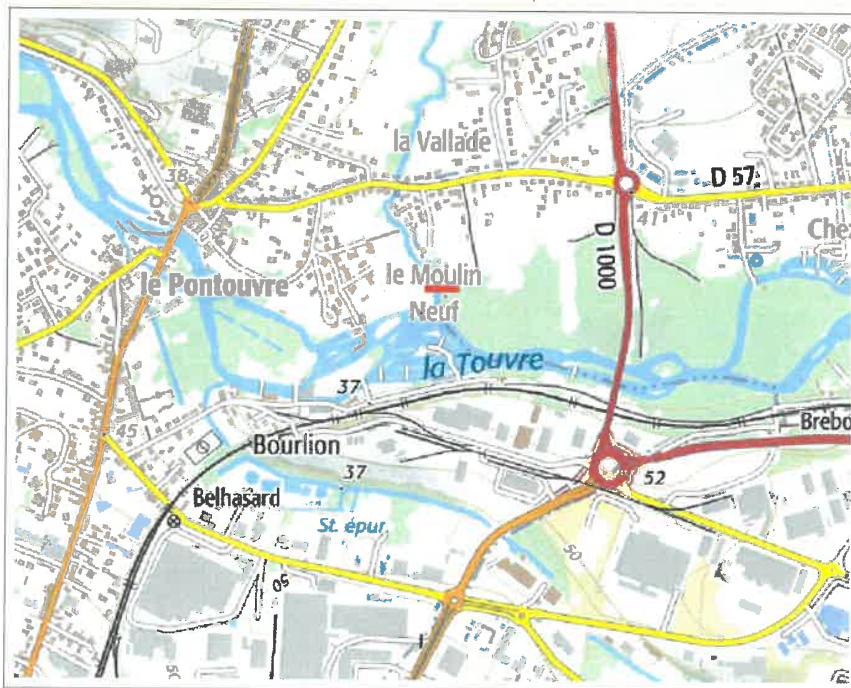 la Vallade
38
D 57
41
Che
D 1000
le Pontouvre
le Moulin
Neuf
la Touvre
37
45
Bourlion
Brebo
37
52
Belhasard
St. épur.
50
50
50